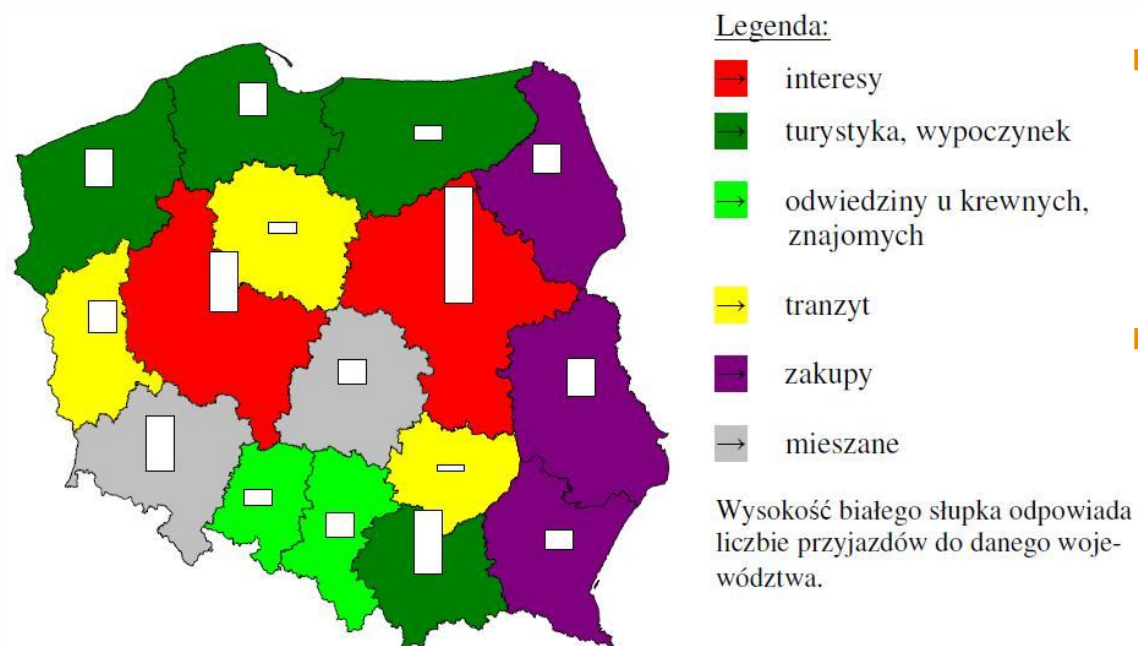 Legenda:
→ interesy
→ turystyka, wypoczynek
→ odwiedziny u krewnych,
znajomych
→ tranzyt
→ zakupy
→ mieszane
Wysokość białego słupka odpowiada
liczbie przyjazdów do danego woje-
wództwa.